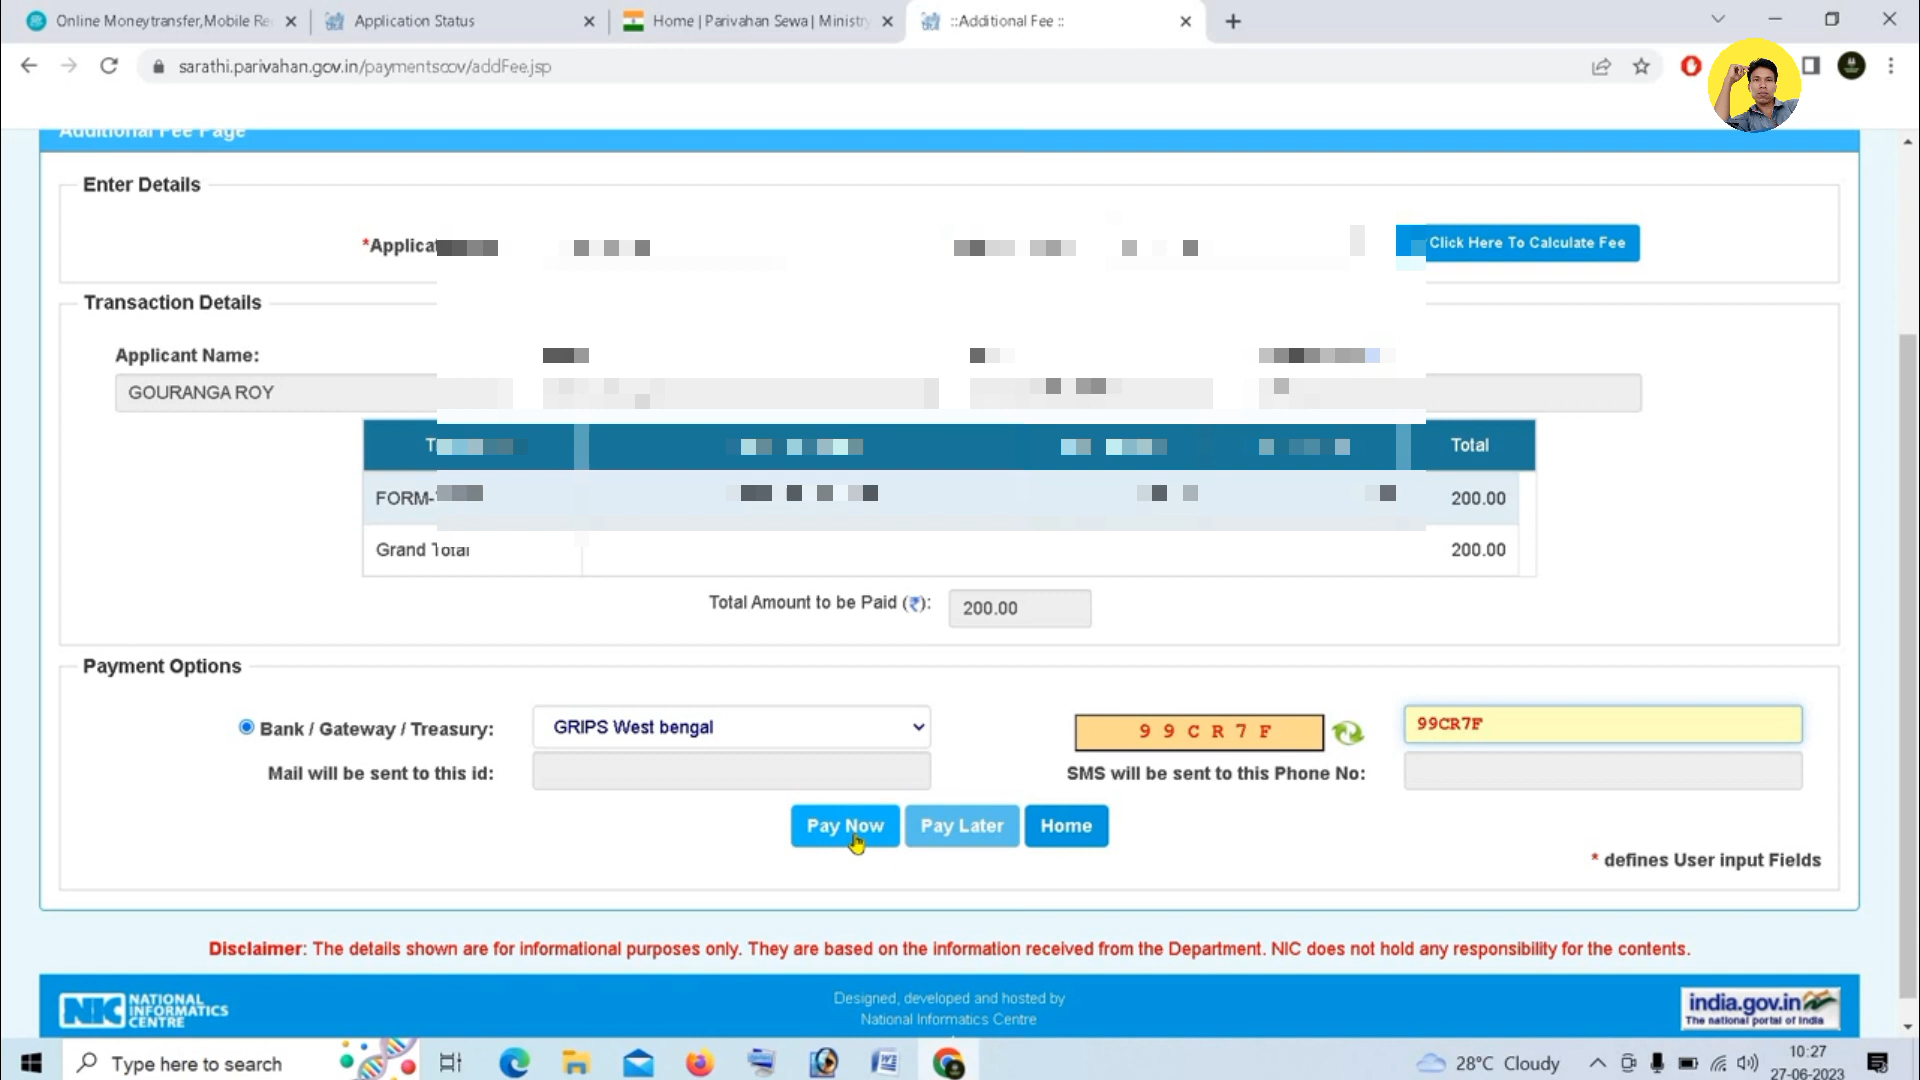 Online Moneytransfer,Mobile Re
Application Status
Home | Parivahan Sewa | Ministry
::Additional Fee ::
sarathi.parivahan.gov.in/paymentscov/addFee.jsp
Additional Fee Page
Enter Details
Click Here To Calculate Fee
Transaction Details
Applicant Name:
GOURANGA ROY
Total
FORM- 200.00
Grand Total 200.00
Total Amount to be Paid (₹): 200.00
Payment Options
Bank / Gateway / Treasury: GRIPS West bengal 9 9 C R 7 F 99CR7F
Mail will be sent to this id: SMS will be sent to this Phone No:
Pay Now Pay Later Home
* defines User input Fields
Disclaimer: The details shown are for informational purposes only. They are based on the information received from the Department. NIC does not hold any responsibility for the contents.
NIC NATIONAL INFORMATICS CENTRE
Designed, developed and hosted by
National Informatics Centre
india.gov.in
The national portal of India
Type here to search
28°C Cloudy
10:27
27-06-2023